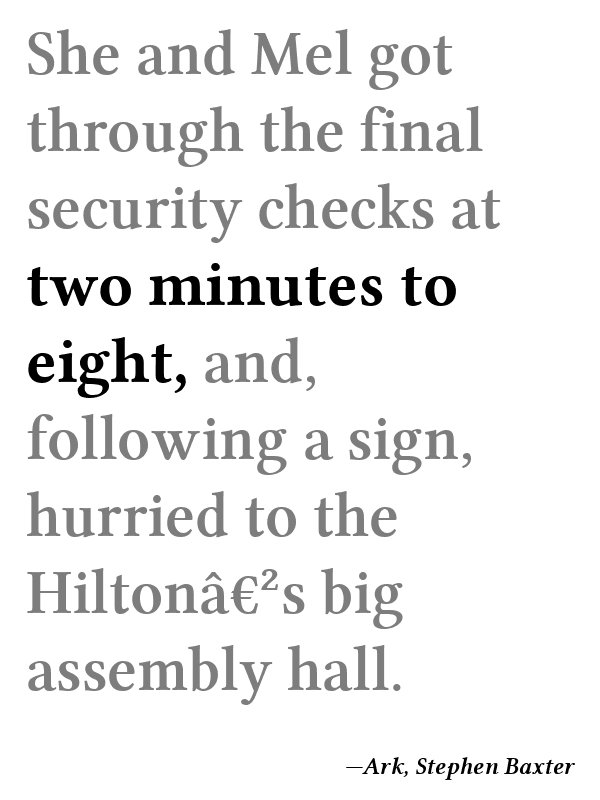 She and Mel got
through the final
security checks at
two minutes to
eight, and,
following a sign,
hurried to the
Hiltonâ€²s big
assembly hall.
—Ark, Stephen Baxter